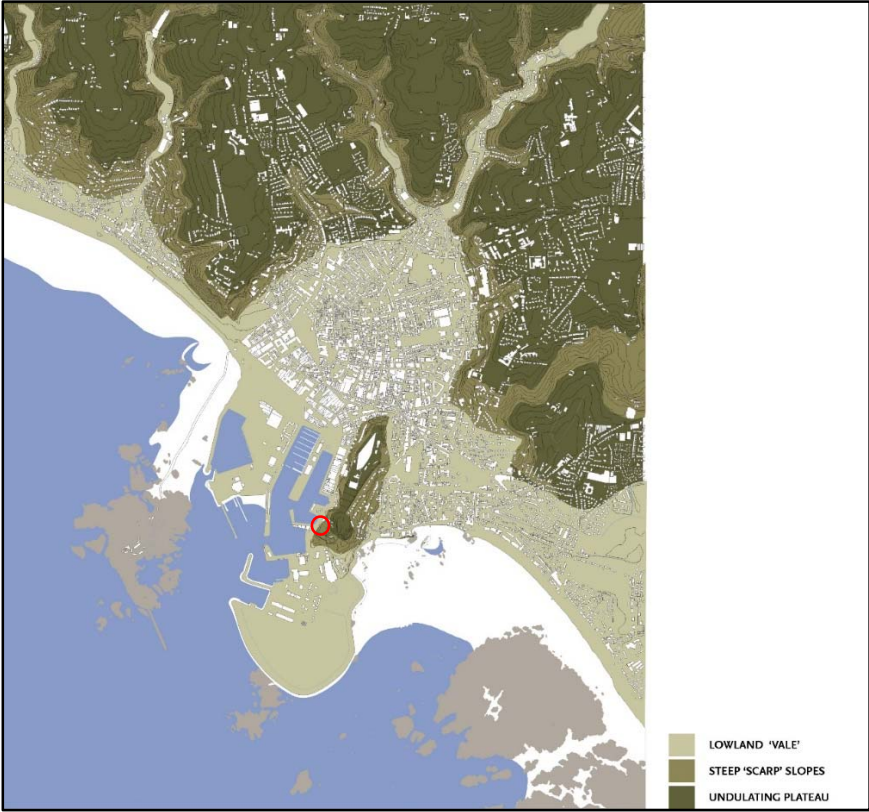 LOWLAND 'VALE'
STEEP 'SCARP' SLOPES
UNDULATING PLATEAU